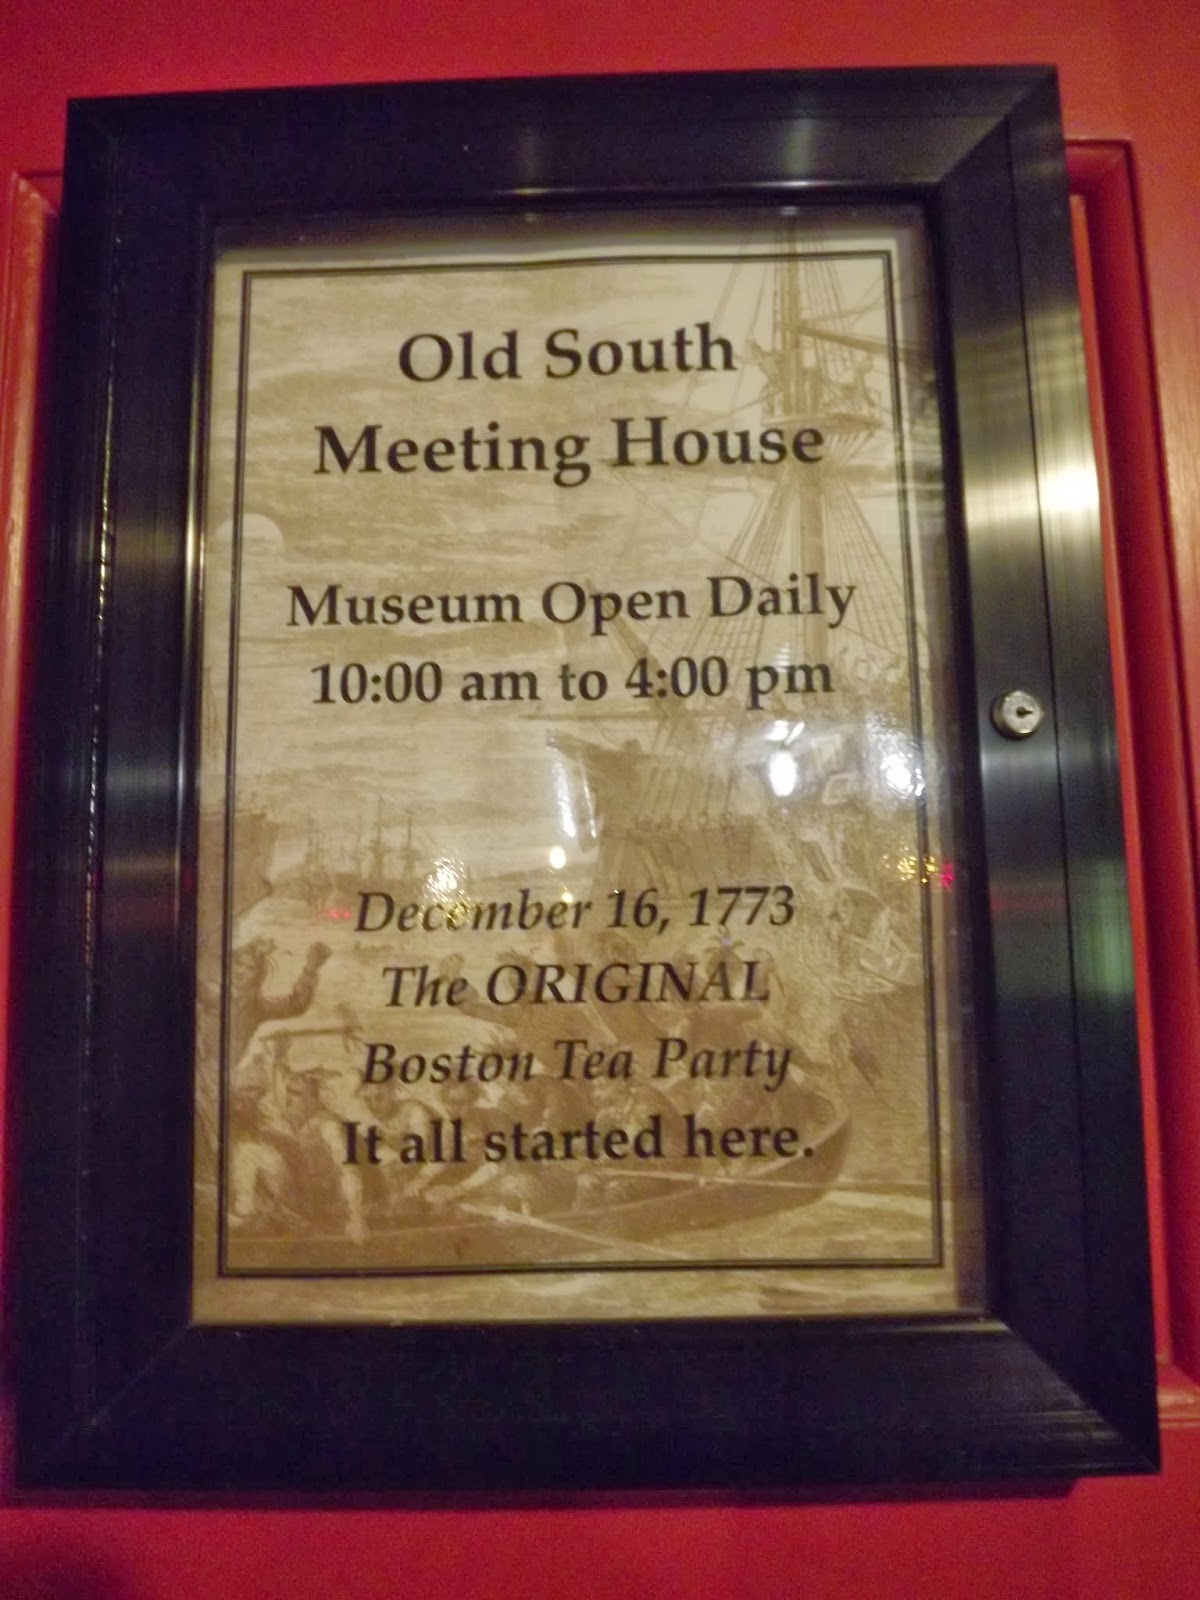 Old South
Meeting House
Museum Open Daily
10:00 am to 4:00 pm
December 16, 1773
The ORIGINAL
Boston Tea Party
It all started here.